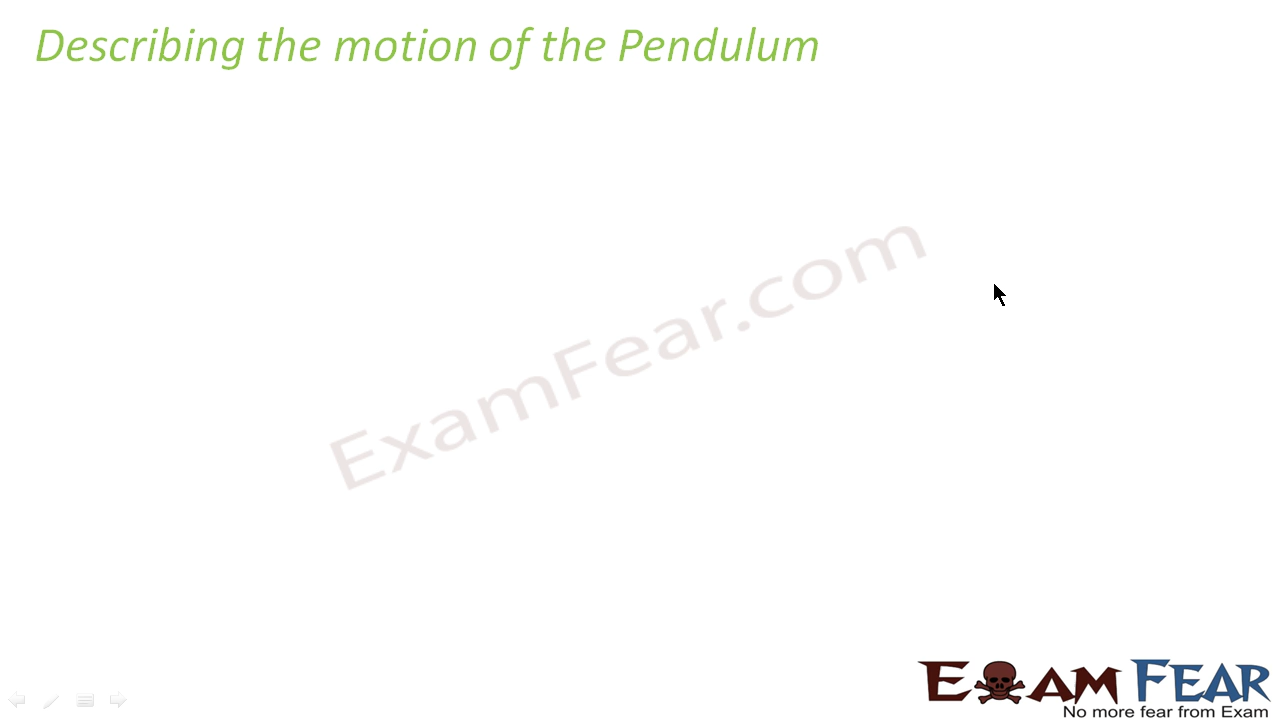 Describing the motion of the Pendulum
ExamFear.com
EXAM FEAR
No more fear from Exam